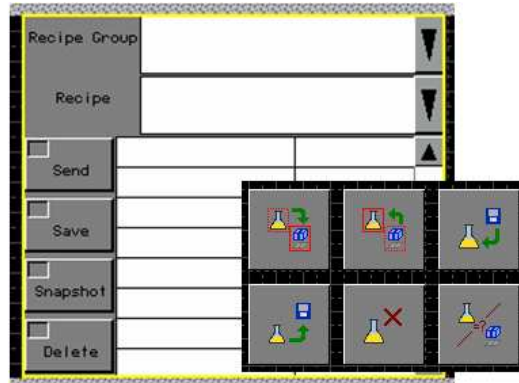 Recipe Group
Recipe
Send
Save
Snapshot
Delete
=?